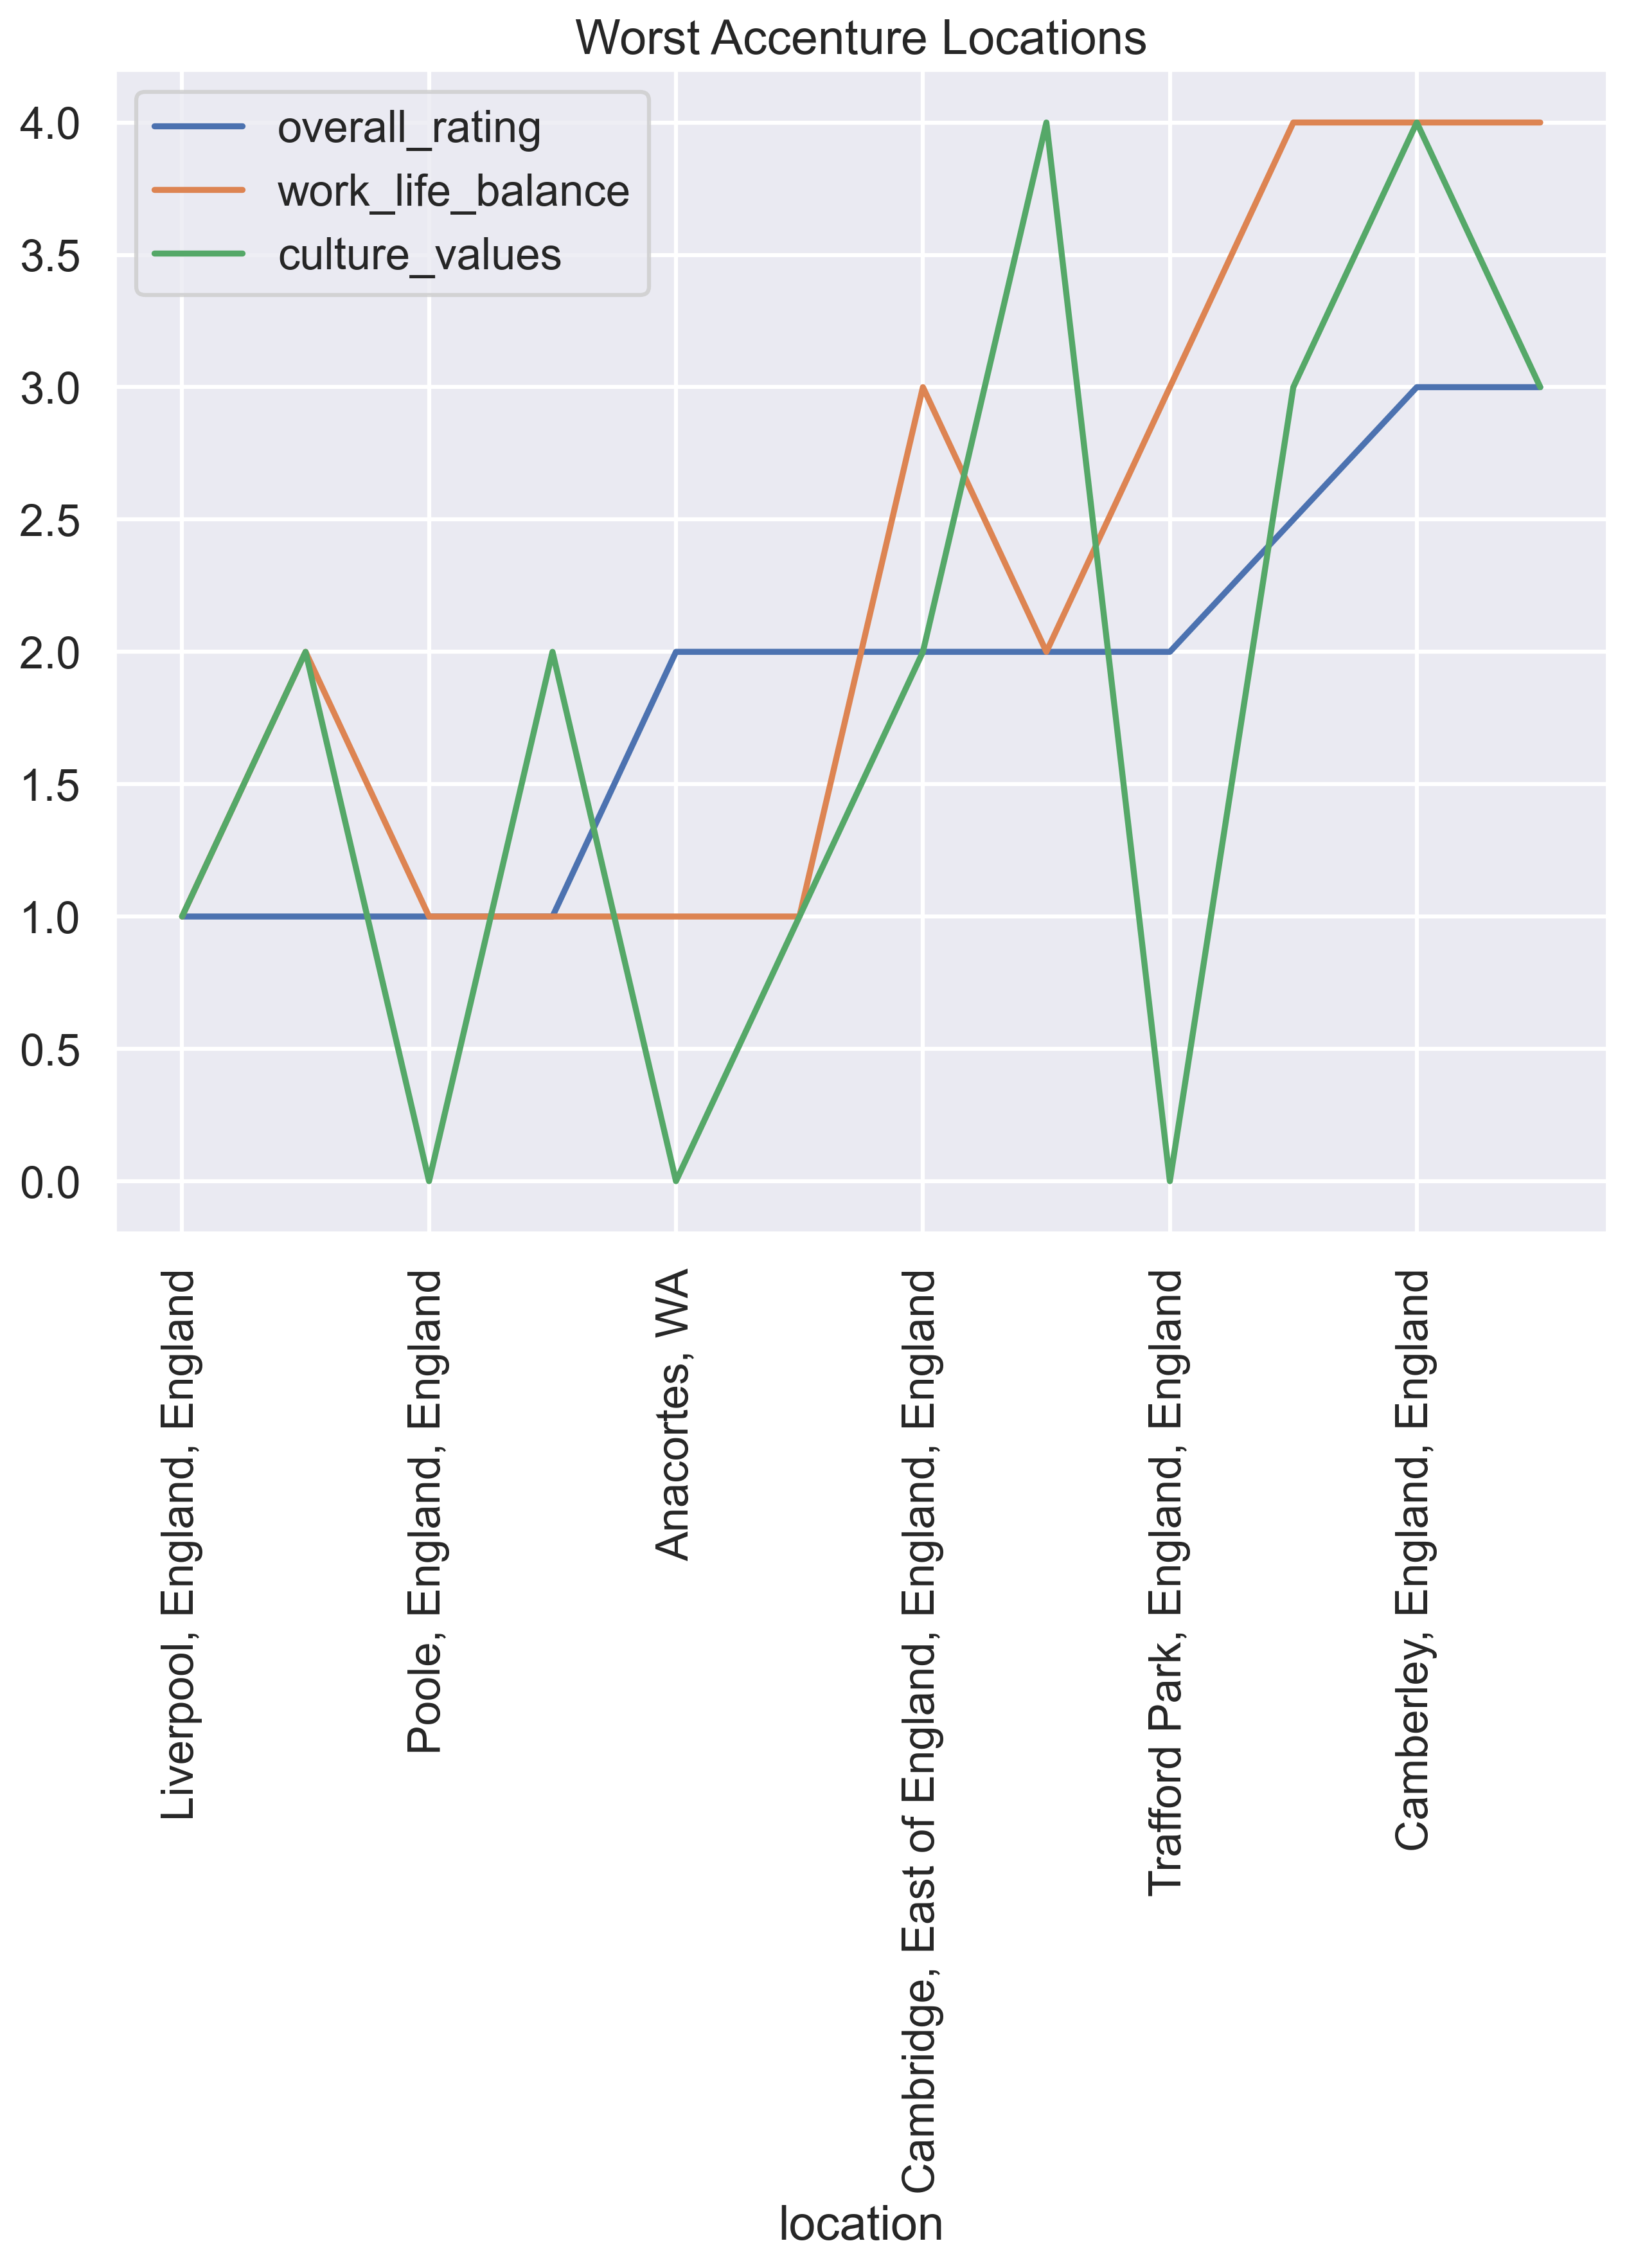 Worst Accenture Locations
overall_rating
work_life_balance
culture_values
4.0
3.5
3.0
2.5
2.0
1.5
1.0
0.5
0.0
Liverpool, England, England
Poole, England, England
Anacortes, WA
Cambridge, East of England, England, England
Trafford Park, England, England
Camberley, England, England
location